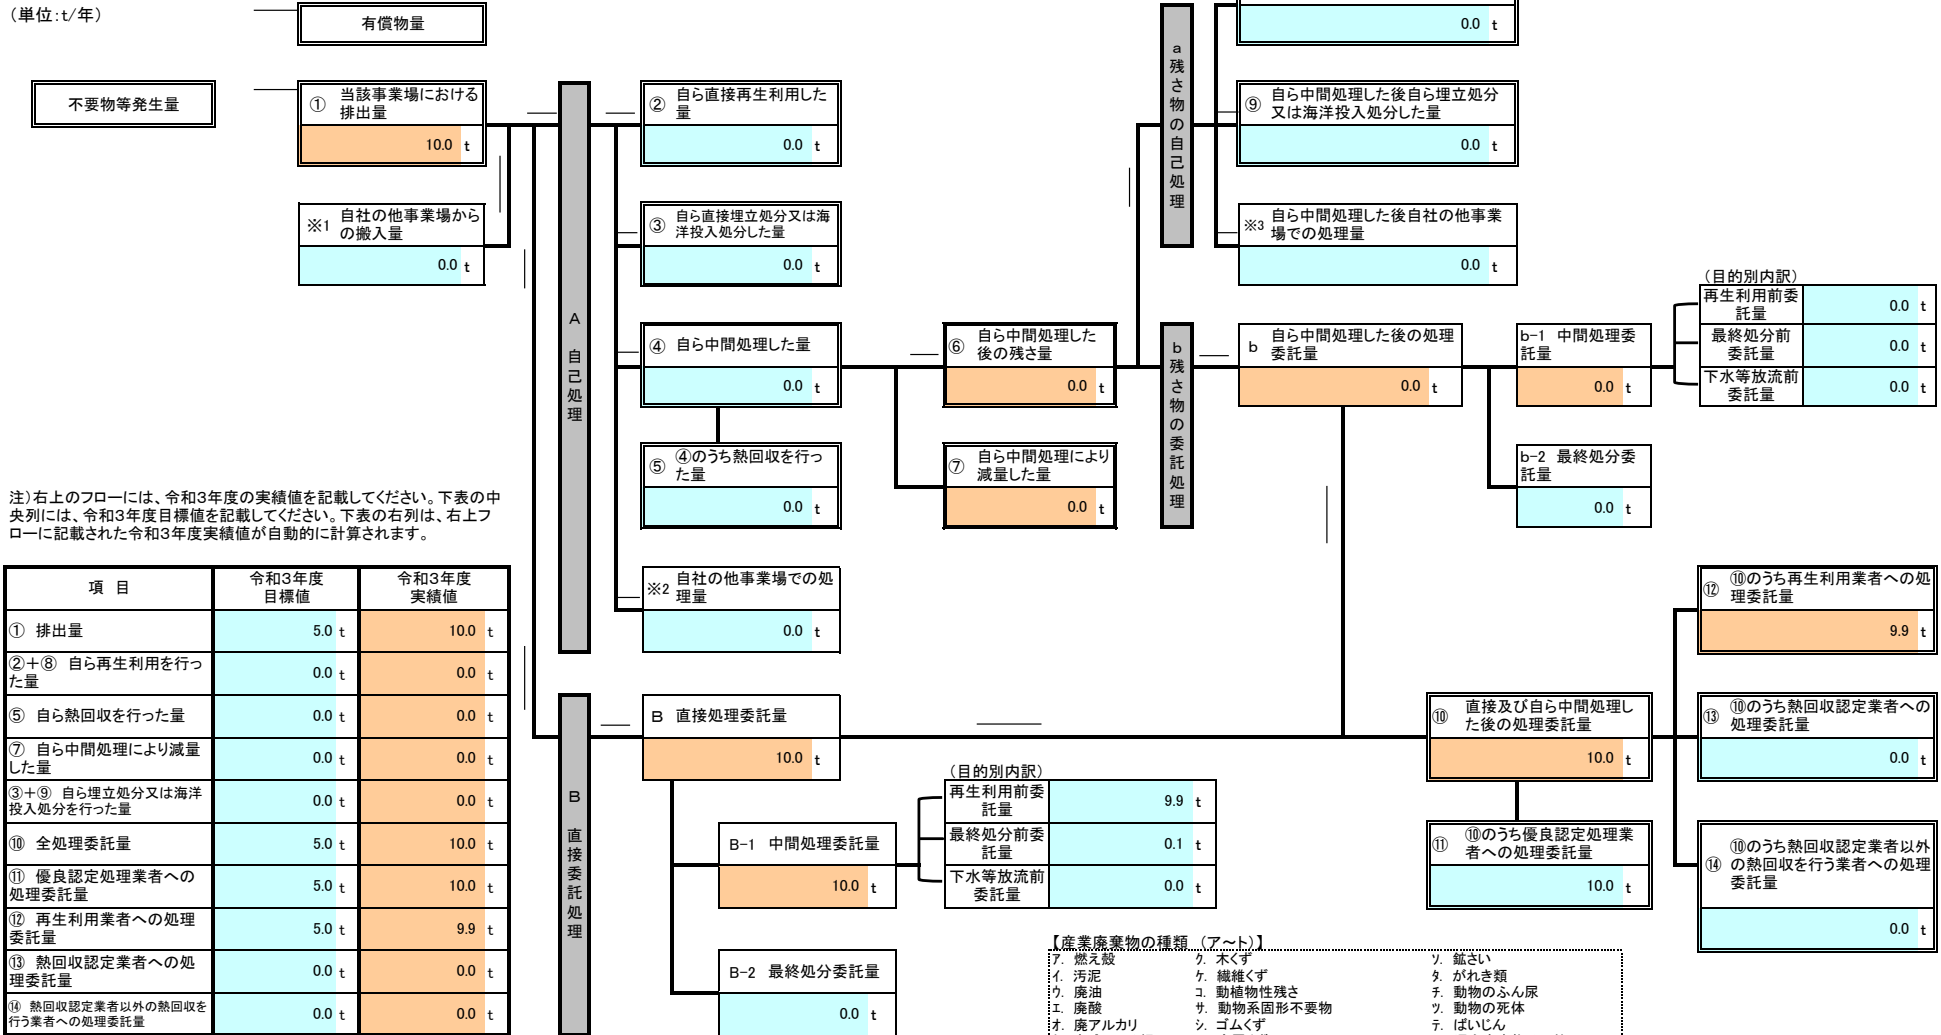 (単位:t/年)
有償物量
0.0 t
不要物等発生量
① 当該事業場における
排出量
10.0 t
② 自ら直接再生利用した
量
0.0 t
a 残さ物の自己処理
⑨ 自ら中間処理した後自ら埋立処分
又は海洋投入処分した量
0.0 t
※1 自社の他事業場から
の搬入量
0.0 t
③ 自ら直接埋立処分又は海
洋投入処分した量
0.0 t
※3 自ら中間処理した後自社の他事業
場での処理量
0.0 t
A 自己処理
④ 自ら中間処理した量
0.0 t
⑥ 自ら中間処理した
後の残さ量
0.0 t
b 残さ物の委託処理
b 自ら中間処理した後の処理
委託量
0.0 t
b-1 中間処理委
託量
0.0 t
(目的別内訳)
再生利用前委
託量
0.0 t
最終処分前
委託量
0.0 t
下水等放流前
委託量
0.0 t
⑤ ④のうち熱回収を行っ
た量
0.0 t
⑦ 自ら中間処理により
減量した量
0.0 t
b-2 最終処分委
託量
0.0 t
注)右上のフローには、令和3年度の実績値を記載してください。下表の中
央列には、令和3年度目標値を記載してください。下表の右列は、右上フ
ローに記載された令和3年度実績値が自動的に計算されます。
項 目
令和3年度
目標値
令和3年度
実績値
① 排出量 5.0 t 10.0 t
②+⑧ 自ら再生利用を行っ
た量 0.0 t 0.0 t
⑤ 自ら熱回収を行った量 0.0 t 0.0 t
⑦ 自ら中間処理により減量
した量 0.0 t 0.0 t
③+⑨ 自ら埋立処分又は海洋
投入処分を行った量 0.0 t 0.0 t
⑩ 全処理委託量 5.0 t 10.0 t
⑪ 優良認定処理業者への
処理委託量 5.0 t 10.0 t
⑫ 再生利用業者への処理
委託量 5.0 t 9.9 t
⑬ 熱回収認定業者への処
理委託量 0.0 t 0.0 t
⑭ 熱回収認定業者以外の熱回収を
行う業者への処理委託量 0.0 t 0.0 t
※2 自社の他事業場での処
理量
0.0 t
B 直接委託処理
B 直接処理委託量
10.0 t
B-1 中間処理委託量
10.0 t
(目的別内訳)
再生利用前委
託量
9.9 t
最終処分前委
託量
0.1 t
下水等放流前
委託量
0.0 t
B-2 最終処分委託量
0.0 t
⑩ 直接及び自ら中間処理し
た後の処理委託量
10.0 t
⑪ ⑩のうち優良認定処理業
者への処理委託量
10.0 t
⑫ ⑩のうち再生利用業者への処
理委託量
9.9 t
⑬ ⑩のうち熱回収認定業者への
処理委託量
0.0 t
⑭ ⑩のうち熱回収認定業者以外
の熱回収を行う業者への処理
委託量
0.0 t
【産業廃棄物の種類 (ア～ト)】
ア. 燃え殻 ク. 木くず ソ. 鉱さい
イ. 汚泥 ケ. 繊維くず タ. がれき類
ウ. 廃油 コ. 動植物性残さ チ. 動物のふん尿
エ. 廃酸 サ. 動物系固形不要物 ツ. 動物の死体
オ. 廃アルカリ シ. ゴムくず テ. ばいじん